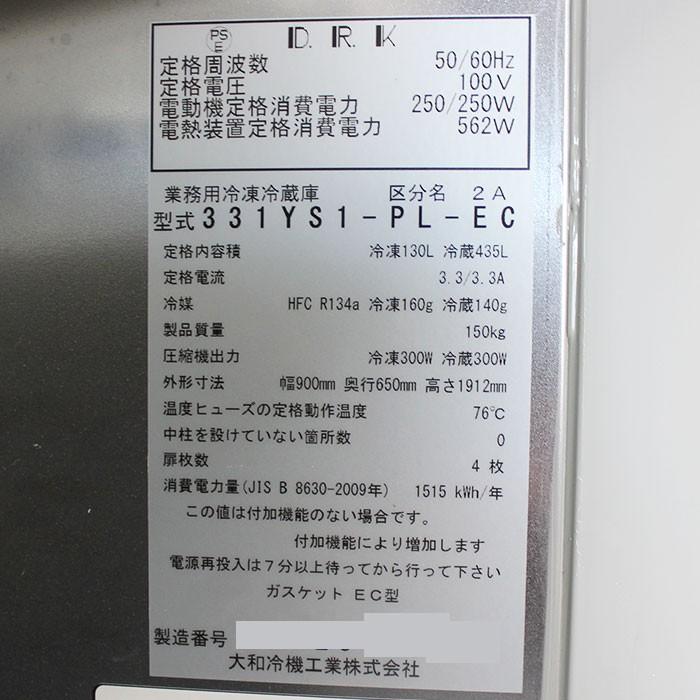 PS
E
D.R.K
定格周波数 50/60Hz
定格電圧 100V
電動機定格消費電力 250/250W
電熱装置定格消費電力 562W
業務用冷凍冷蔵庫 区分名 2A
型式 331YS1-PL-EC
定格内容積 冷凍130L 冷蔵435L
定格電流 3.3/3.3A
冷媒 HFC R134a 冷凍160g 冷蔵140g
製品質量 150kg
圧縮機出力 冷凍300W 冷蔵300W
外形寸法 幅900mm 奥行650mm 高さ1912mm
温度ヒューズの定格動作温度 76℃
中柱を設けていない箇所数 0
扉枚数 4 枚
消費電力量(JIS B 8630-2009年) 1515 kWh/年
この値は付加機能のない場合です。
付加機能により増加します
電源再投入は7分以上待ってから行って下さい
ガスケット EC型
製造番号
大和冷機工業株式会社